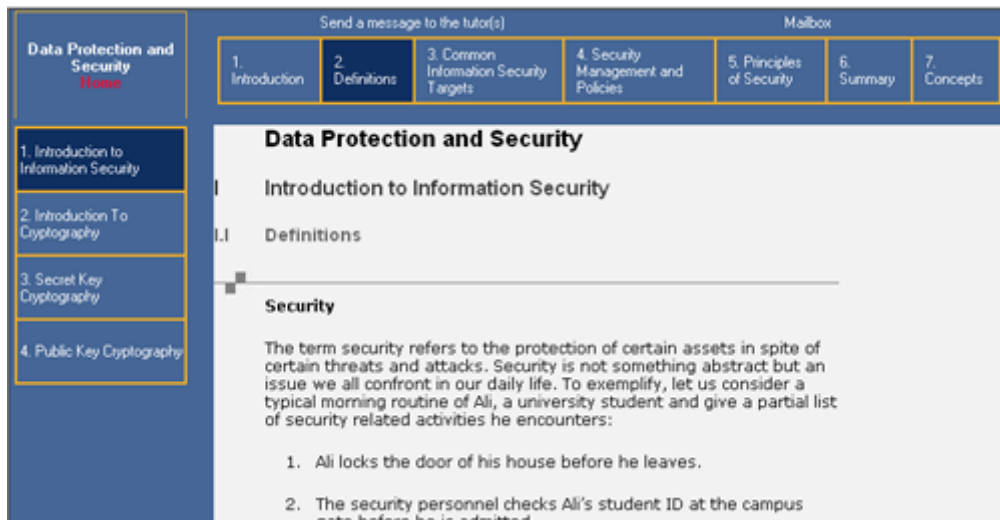 Send a message to the tutor(s)
Mailbox
Data Protection and
Security
Home
1.
Introduction
2.
Definitions
3. Common
Information Security
Targets
4. Security
Management and
Policies
5. Principles
of Security
6.
Summary
7.
Concepts
1. Introduction to
Information Security
2. Introduction To
Cryptography
3. Secret Key
Cryptography
4. Public Key Cryptography
Data Protection and Security
I Introduction to Information Security
I.I Definitions
Security
The term security refers to the protection of certain assets in spite of
certain threats and attacks. Security is not something abstract but an
issue we all confront in our daily life. To exemplify, let us consider a
typical morning routine of Ali, a university student and give a partial list
of security related activities he encounters:
1. Ali locks the door of his house before he leaves.
2. The security personnel checks Ali's student ID at the campus
gate before he is admitted